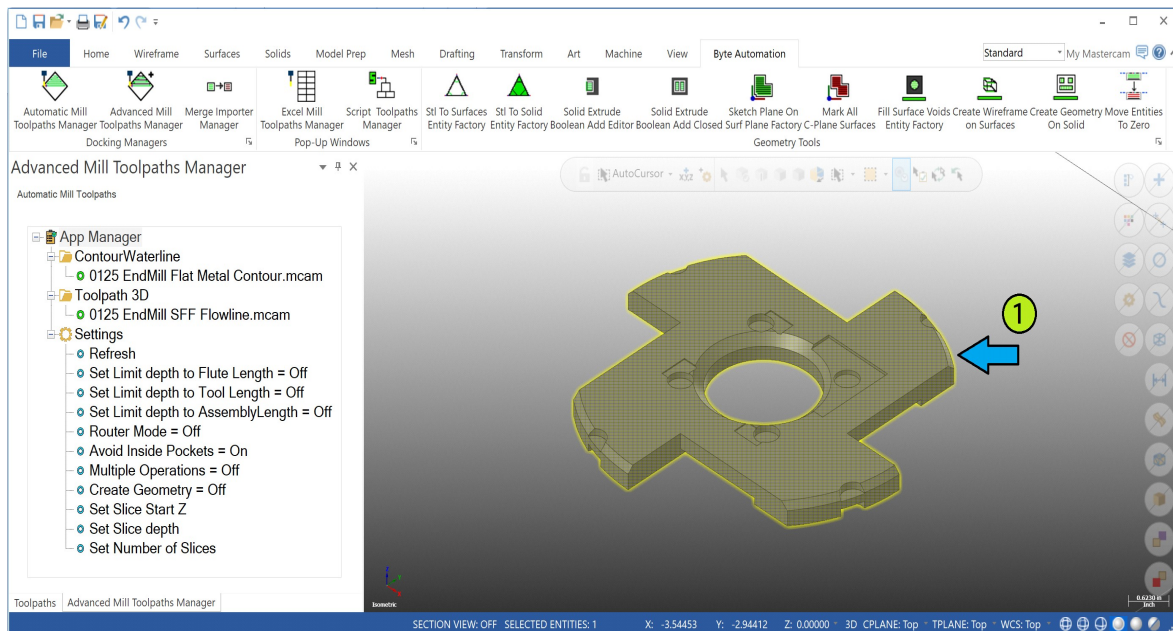 File Home Wireframe Surfaces Solids Model Prep Mesh Drafting Transform Art Machine View Byte Automation Standard My Mastercam
Automatic Mill Advanced Mill Merge Importer Excel Mill Script Toolpaths Stl To Surfaces Stl To Solid Solid Extrude Solid Extrude Sketch Plane On Mark All Fill Surface Voids Create Wireframe Create Geometry Move Entities
Toolpaths Manager Toolpaths Manager Manager Toolpaths Manager Manager Entity Factory Entity Factory Boolean Add Editor Boolean Add Closed Surf Plane Factory C-Plane Surfaces Entity Factory on Surfaces On Solid To Zero
Docking Managers Pop-Up Windows Geometry Tools
Advanced Mill Toolpaths Manager
AutoCursor
Automatic Mill Toolpaths
App Manager
ContourWaterline
0125 EndMill Flat Metal Contour.mcam
Toolpath 3D
0125 EndMill SFF Flowline.mcam
1
Settings
Refresh
Set Limit depth to Flute Length = Off
Set Limit depth to Tool Length = Off
Set Limit depth to AssemblyLength = Off
Router Mode = Off
Avoid Inside Pockets = On
Multiple Operations = Off
Create Geometry = Off
Set Slice Start Z
Set Slice depth
Set Number of Slices
Isometric
0.6230 in
Inch
Toolpaths Advanced Mill Toolpaths Manager
SECTION VIEW: OFF SELECTED ENTITIES: 1 X: -3.54453 Y: -2.94412 Z: 0.00000 3D CPLANE: Top TPLANE: Top WCS: Top